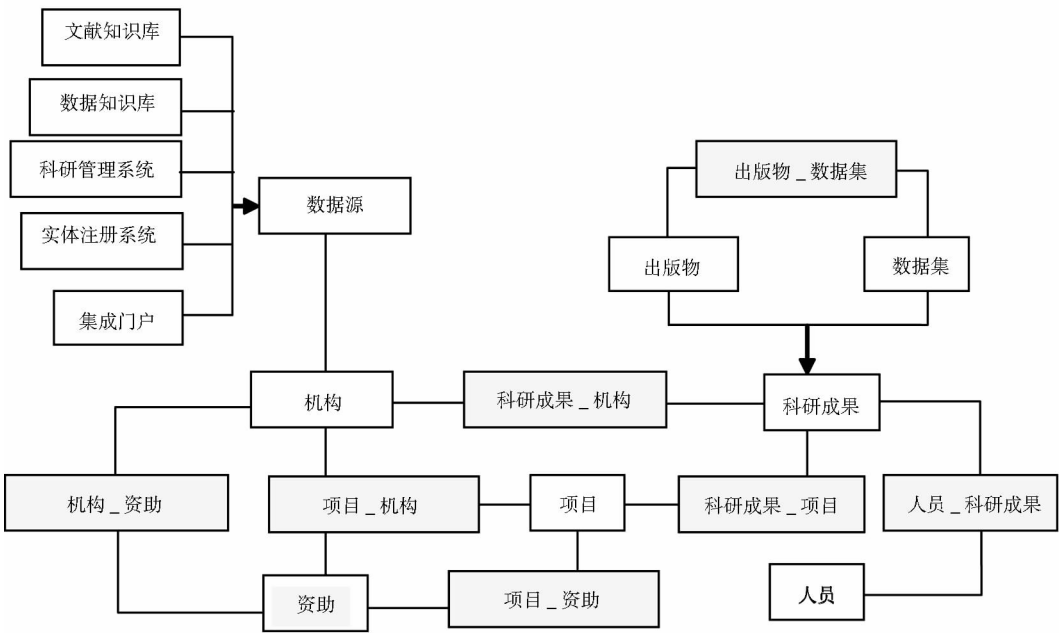 文献知识库
数据知识库
科研管理系统
实体注册系统
集成门户
数据源
出版物_数据集
出版物
数据集
机构
科研成果_机构
科研成果
机构_资助
项目_机构
项目
科研成果_项目
人员_科研成果
资助
项目_资助
人员